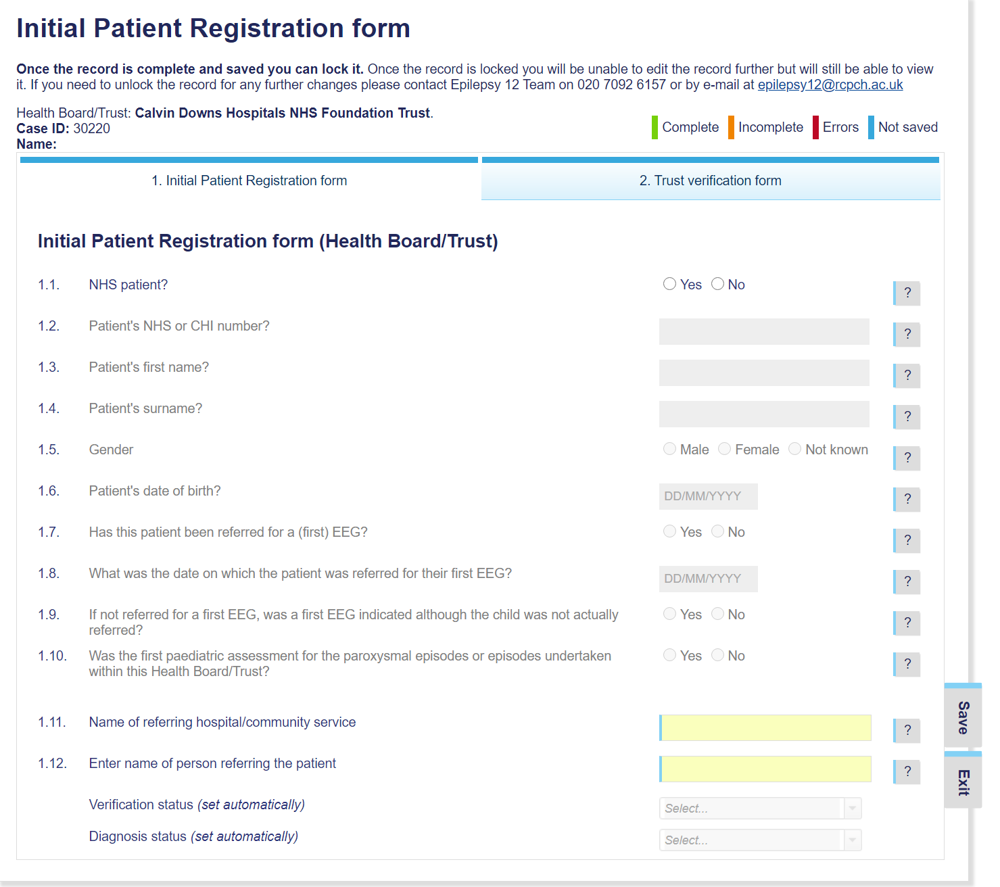 Initial Patient Registration form
Once the record is complete and saved you can lock it. Once the record is locked you will be unable to edit the record further but will still be able to view
it. If you need to unlock the record for any further changes please contact Epilepsy 12 Team on 020 7092 6157 or by e-mail at epilepsy12@rcpch.ac.uk
Health Board/Trust: Calvin Downs Hospitals NHS Foundation Trust.
Case ID: 30220
Name:
Complete Incomplete Errors Not saved
1. Initial Patient Registration form 2. Trust verification form
Initial Patient Registration form (Health Board/Trust)
1.1. NHS patient? Yes No ?
1.2. Patient's NHS or CHI number? ?
1.3. Patient's first name? ?
1.4. Patient's surname? ?
1.5. Gender Male Female Not known ?
1.6. Patient's date of birth? DD/MM/YYYY ?
1.7. Has this patient been referred for a (first) EEG? Yes No ?
1.8. What was the date on which the patient was referred for their first EEG? DD/MM/YYYY ?
1.9. If not referred for a first EEG, was a first EEG indicated although the child was not actually Yes No ?
referred?
1.10. Was the first paediatric assessment for the paroxysmal episodes or episodes undertaken Yes No ?
within this Health Board/Trust?
1.11. Name of referring hospital/community service ?
1.12. Enter name of person referring the patient ?
Verification status (set automatically) Select...
Diagnosis status (set automatically) Select...
Save
Exit